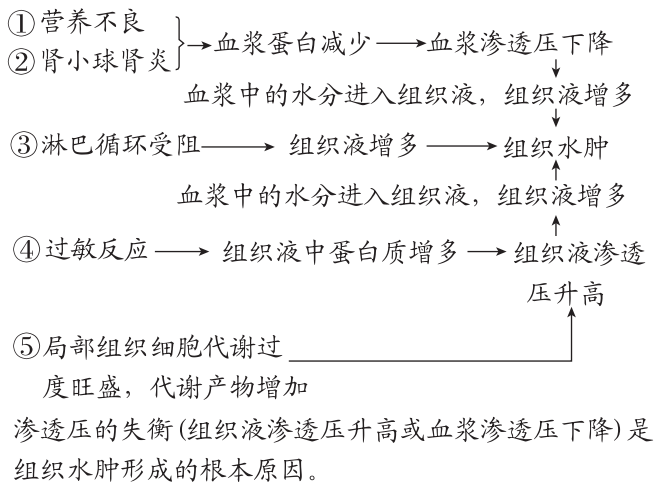 ①营养不良
②肾小球肾炎
→血浆蛋白减少→血浆渗透压下降
↓
血浆中的水分进入组织液，组织液增多
↓
③淋巴循环受阻→组织液增多→组织水肿
↑
血浆中的水分进入组织液，组织液增多
↑
④过敏反应→组织液中蛋白质增多→组织液渗透
压升高
⑤局部组织细胞代谢过
度旺盛，代谢产物增加
渗透压的失衡(组织液渗透压升高或血浆渗透压下降)是
组织水肿形成的根本原因。